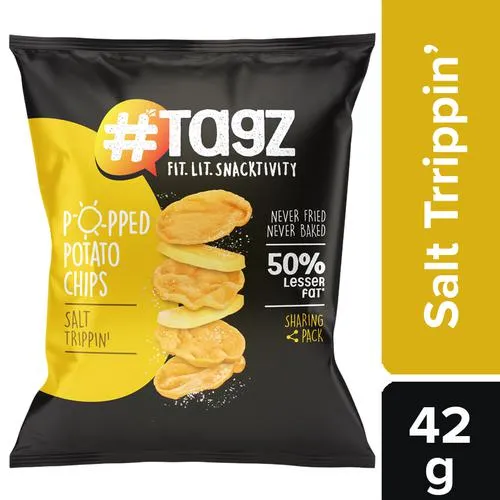 #TagZ
FIT. LIT. SNACKTIVITY
POPPED
POTATO
CHIPS
SALT
TRIPPIN'
NEVER FRIED
NEVER BAKED
50%
LESSER
FAT*
SHARING
PACK
Salt Trrippin'
42
g